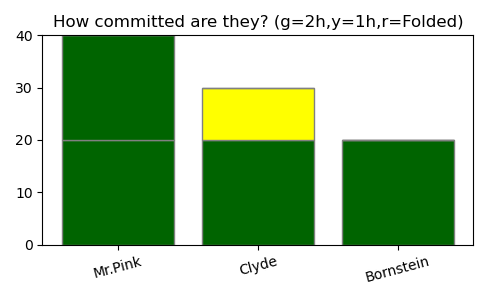 How committed are they? (g=2h,y=1h,r=Folded)
40
30
20
10
0
Mr.Pink
Clyde
Bornstein